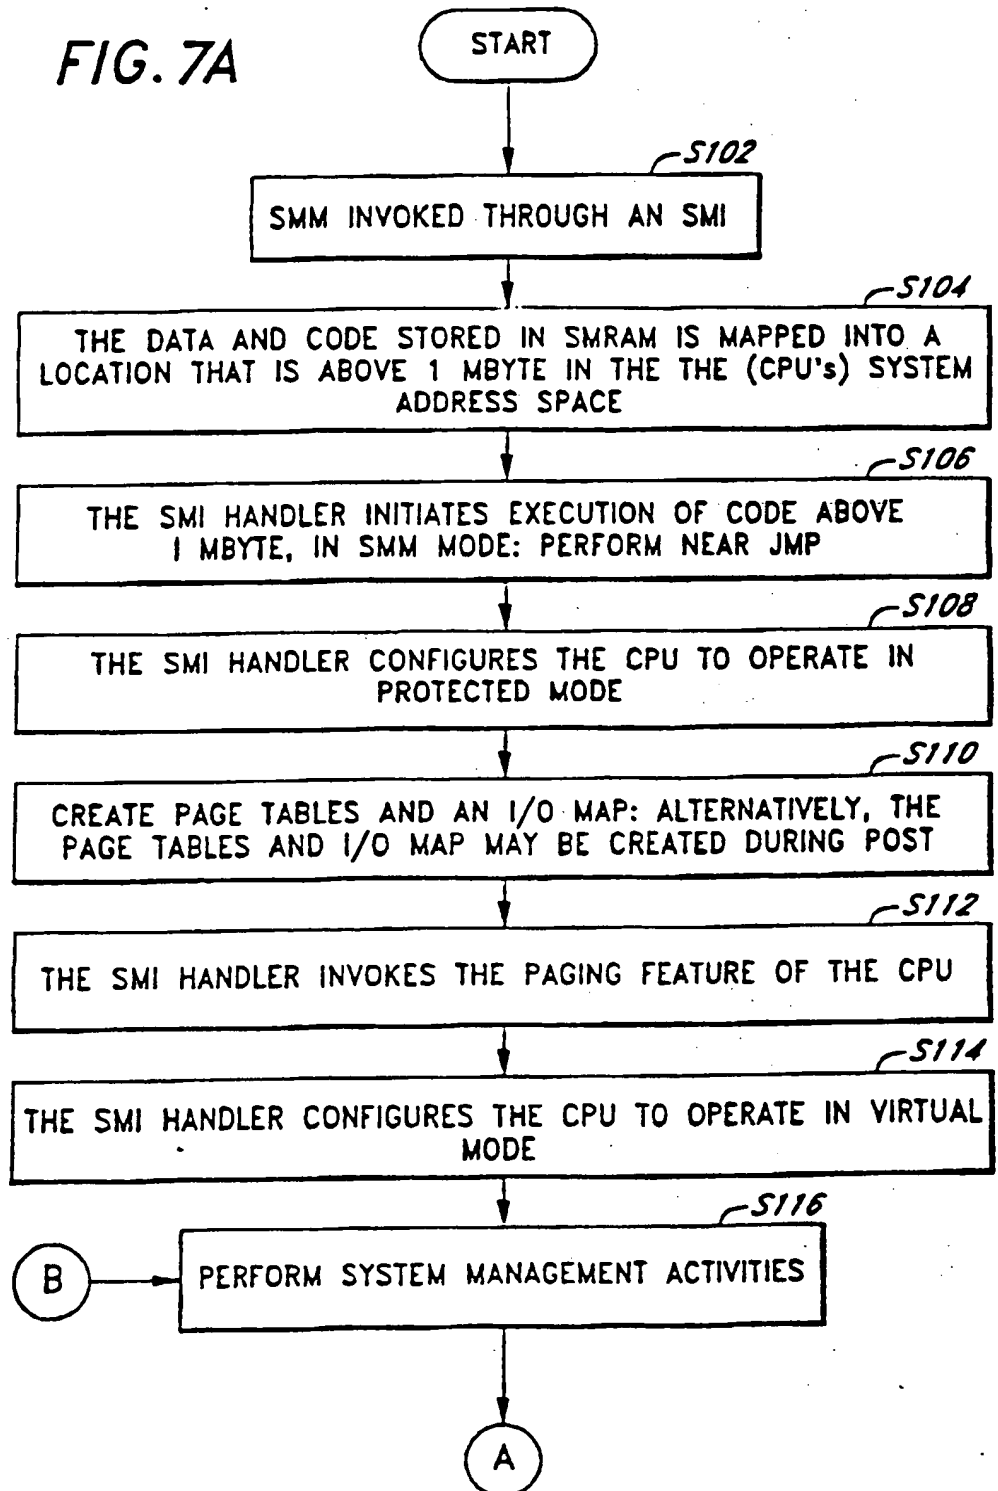 FIG. 7A
START
S102
SMM INVOKED THROUGH AN SMI
S104
THE DATA AND CODE STORED IN SMRAM IS MAPPED INTO A
LOCATION THAT IS ABOVE 1 MBYTE IN THE THE (CPU's) SYSTEM
ADDRESS SPACE
S106
THE SMI HANDLER INITIATES EXECUTION OF CODE ABOVE
1 MBYTE, IN SMM MODE: PERFORM NEAR JMP
S108
THE SMI HANDLER CONFIGURES THE CPU TO OPERATE IN
PROTECTED MODE
S110
CREATE PAGE TABLES AND AN I/O MAP: ALTERNATIVELY, THE
PAGE TABLES AND I/O MAP MAY BE CREATED DURING POST
S112
THE SMI HANDLER INVOKES THE PAGING FEATURE OF THE CPU
S114
THE SMI HANDLER CONFIGURES THE CPU TO OPERATE IN VIRTUAL
MODE
S116
B
PERFORM SYSTEM MANAGEMENT ACTIVITIES
A